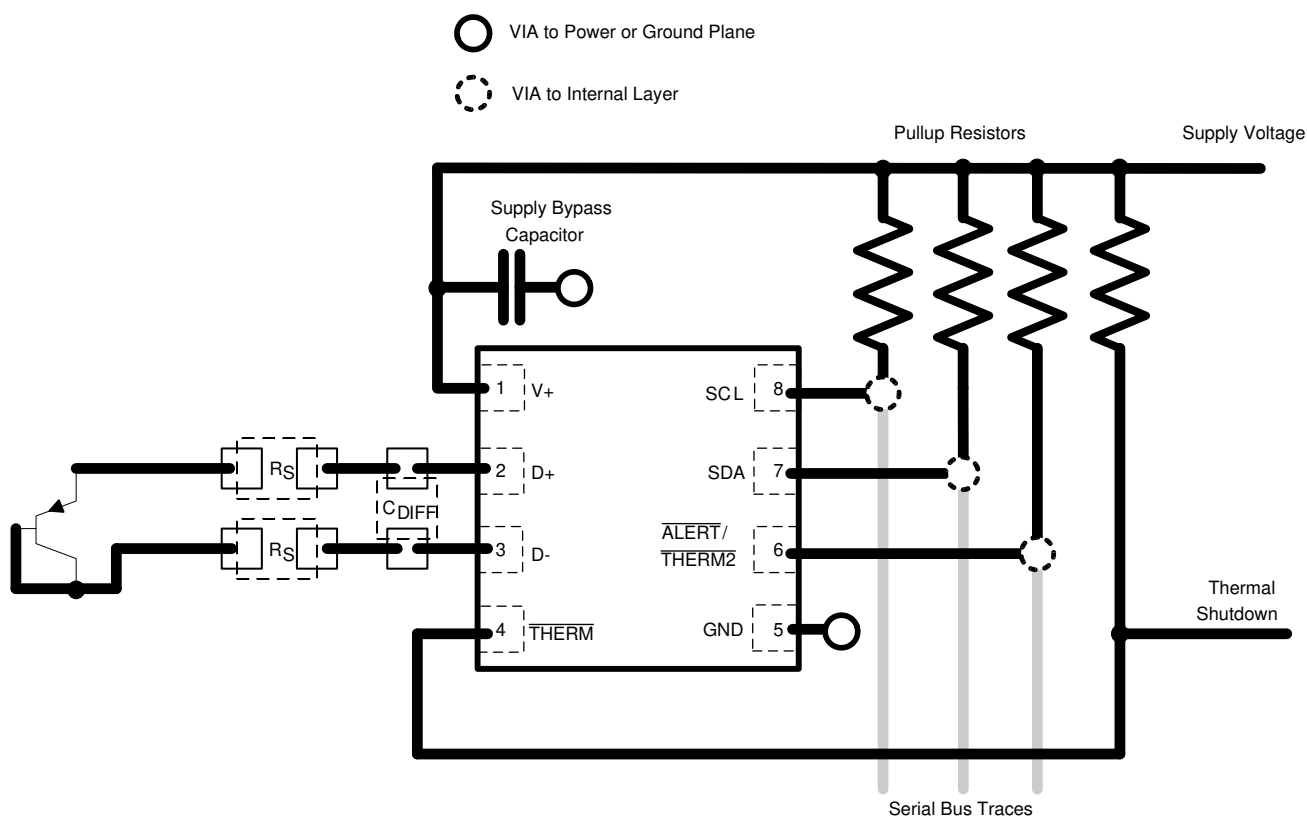 VIA to Power or Ground Plane
VIA to Internal Layer
Pullup Resistors
Supply Voltage
Supply Bypass
Capacitor
1 V+
SCL 8
RS
2 D+
SDA 7
CDIFF
RS
3 D-
ALERT/
THERM2
6
4 THERM
GND 5
Thermal
Shutdown
Serial Bus Traces